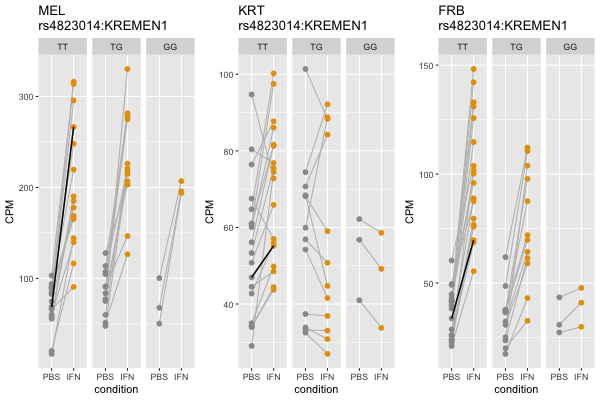 MEL
rs4823014:KREMEN1
TT TG GG
300
200
100
CPM
PBS IFN PBS IFN PBS IFN
condition
KRT
rs4823014:KREMEN1
TT TG GG
100
80
60
40
CPM
PBS IFN PBS IFN PBS IFN
condition
FRB
rs4823014:KREMEN1
TT TG GG
150
100
50
CPM
PBS IFN PBS IFN PBS IFN
condition